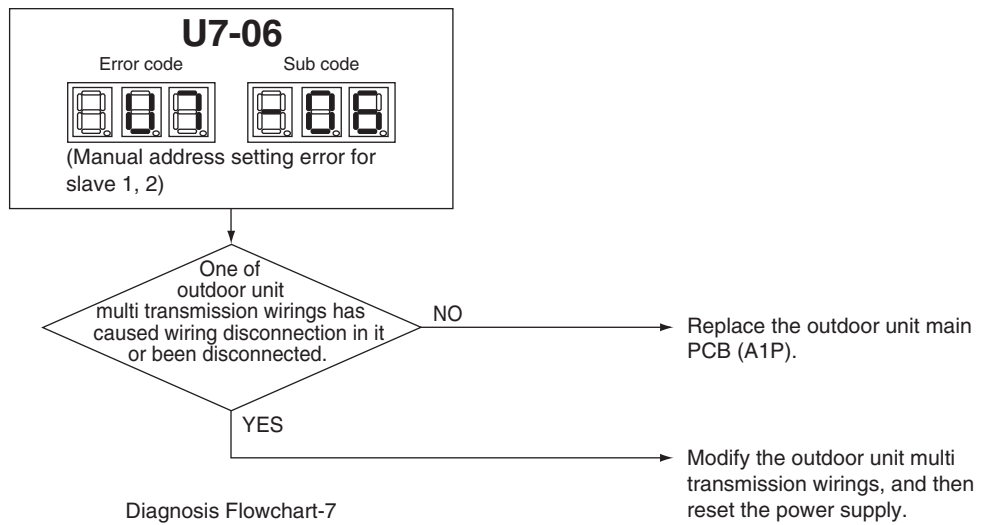 U7-06
Error code
Sub code
U7
-06
(Manual address setting error for
slave 1, 2)
One of
outdoor unit
multi transmission wirings has
caused wiring disconnection in it
or been disconnected.
NO
Replace the outdoor unit main
PCB (A1P).
YES
Modify the outdoor unit multi
transmission wirings, and then
reset the power supply.
Diagnosis Flowchart-7